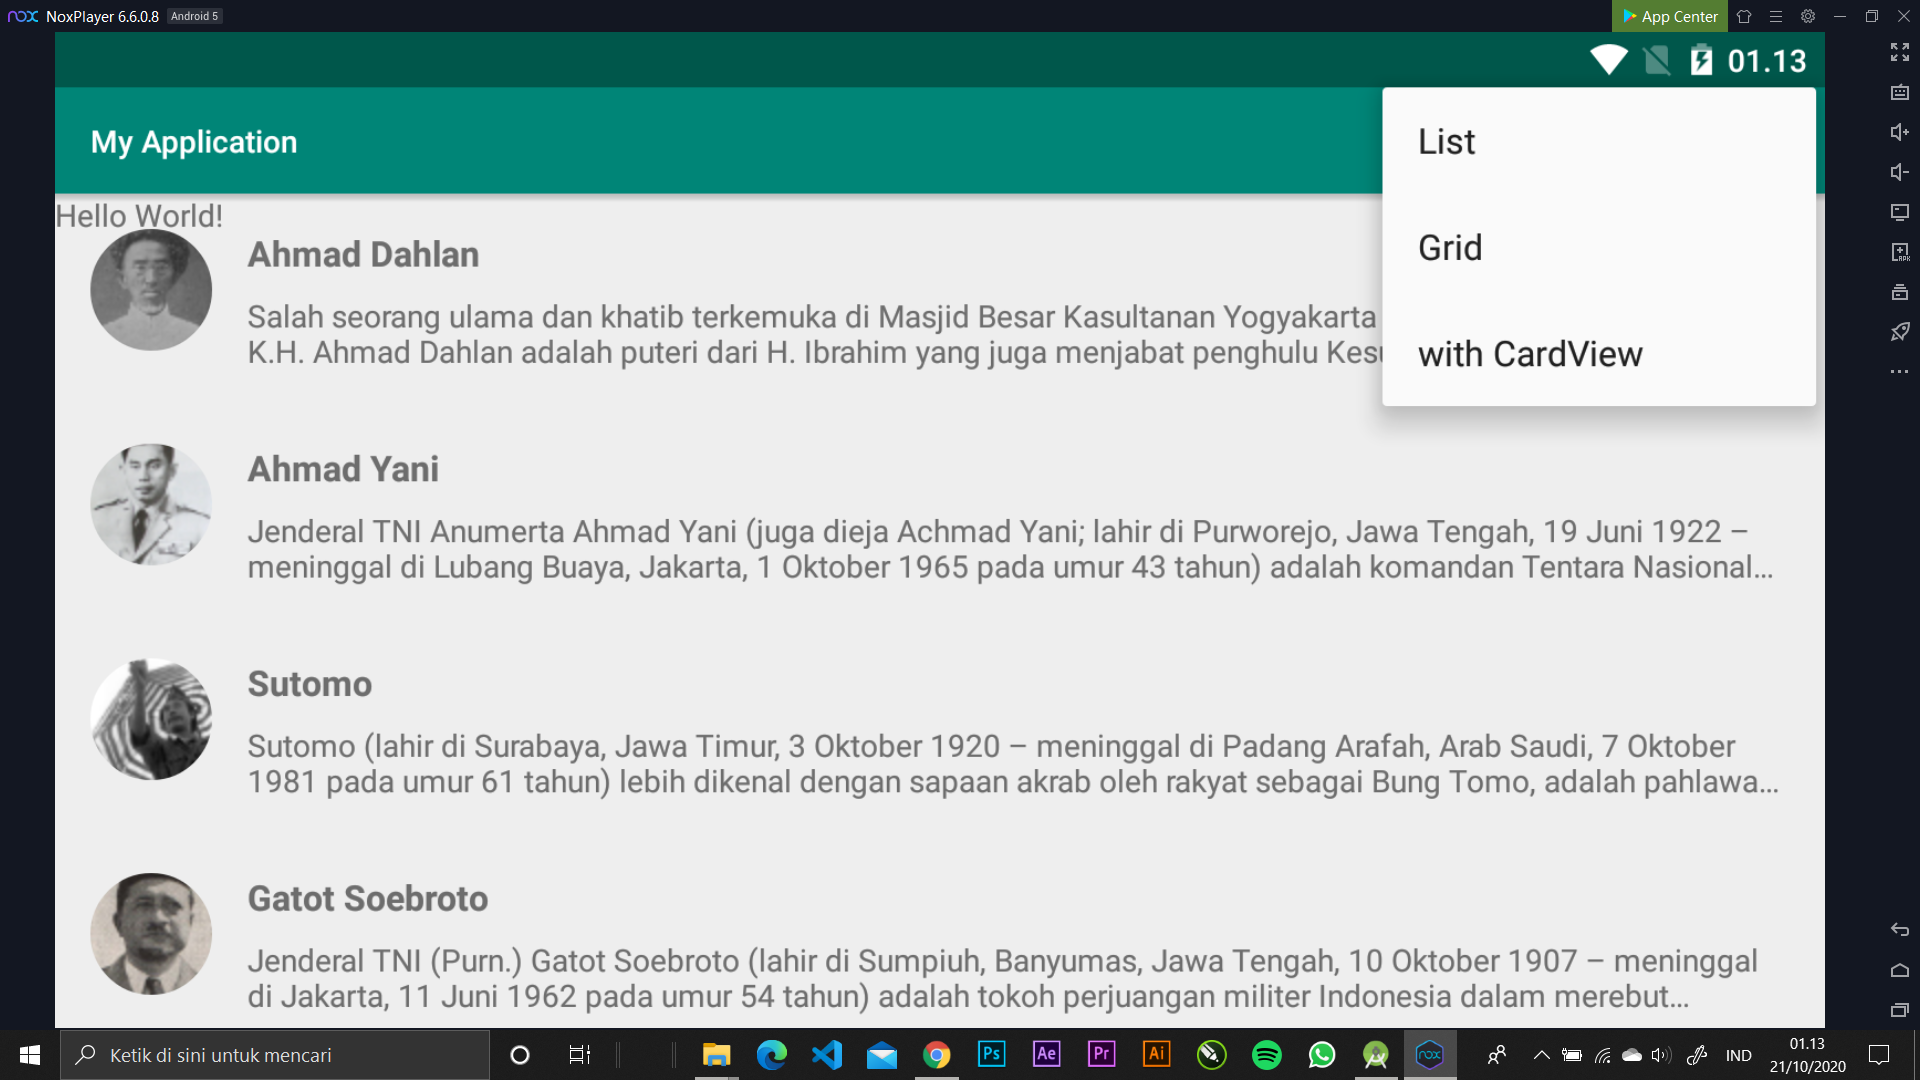 nox NoxPlayer 6.6.0.8 Android 5
App Center
01.13
My Application
List
Grid
with CardView
Hello World!
Ahmad Dahlan
Salah seorang ulama dan khatib terkemuka di Masjid Besar Kasultanan Yogyakarta
K.H. Ahmad Dahlan adalah puteri dari H. Ibrahim yang juga menjabat penghulu
Ahmad Yani
Jenderal TNI Anumerta Ahmad Yani (juga dieja Achmad Yani; lahir di Purworejo, Jawa Tengah, 19 Juni 1922 –
meninggal di Lubang Buaya, Jakarta, 1 Oktober 1965 pada umur 43 tahun) adalah komandan Tentara Nasional...
Sutomo
Sutomo (lahir di Surabaya, Jawa Timur, 3 Oktober 1920 – meninggal di Padang Arafah, Arab Saudi, 7 Oktober
1981 pada umur 61 tahun) lebih dikenal dengan sapaan akrab oleh rakyat sebagai Bung Tomo, adalah pahlawa...
Gatot Soebroto
Jenderal TNI (Purn.) Gatot Soebroto (lahir di Sumpiuh, Banyumas, Jawa Tengah, 10 Oktober 1907 – meninggal
di Jakarta, 11 Juni 1962 pada umur 54 tahun) adalah tokoh perjuangan militer Indonesia dalam merebut...
Ketik di sini untuk mencari
Ps
Ae
Pr
Ai
nox
IND
01.13
21/10/2020